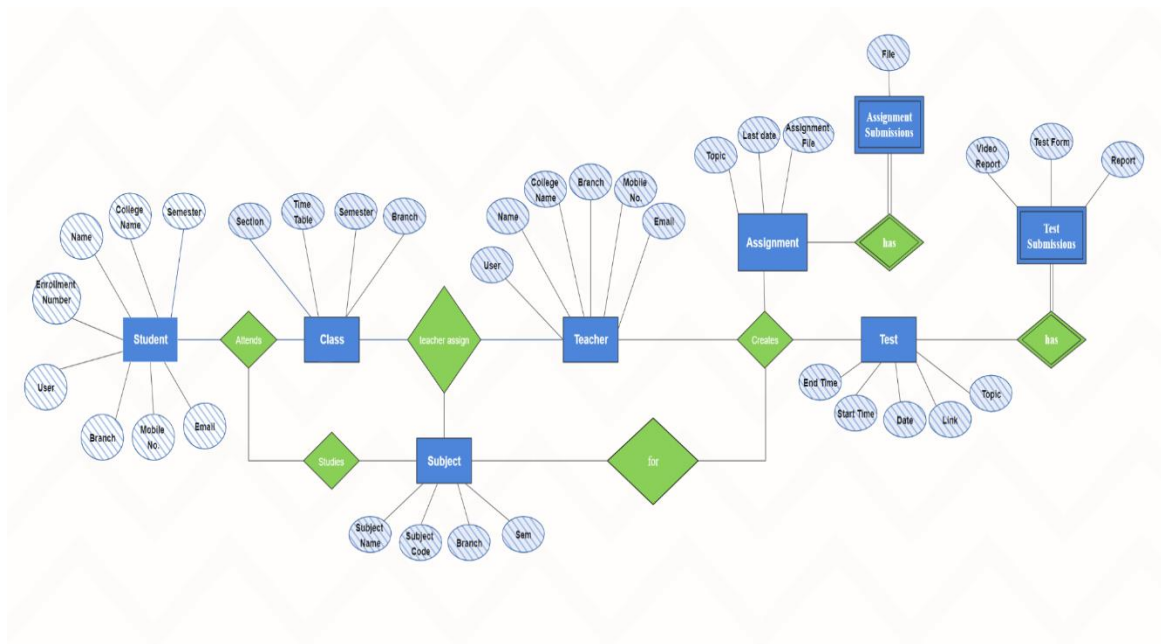 File
Assignment
Submissions
Last date
Assignment
File
Topic
Video
Report
Test Form
Report
College
Name
Semester
Name
Enrollment
Number
Section
Time
Table
Semester
Branch
College
Name
Branch
Mobile
No.
Name
Email
User
Assignment
has
Test
Submissions
Student
Attends
Class
teacher assign
Teacher
Creates
Test
has
User
Branch
Mobile
No.
Email
End Time
Start Time
Date
Link
Topic
Studies
Subject
for
Subject
Name
Subject
Code
Branch
Sem